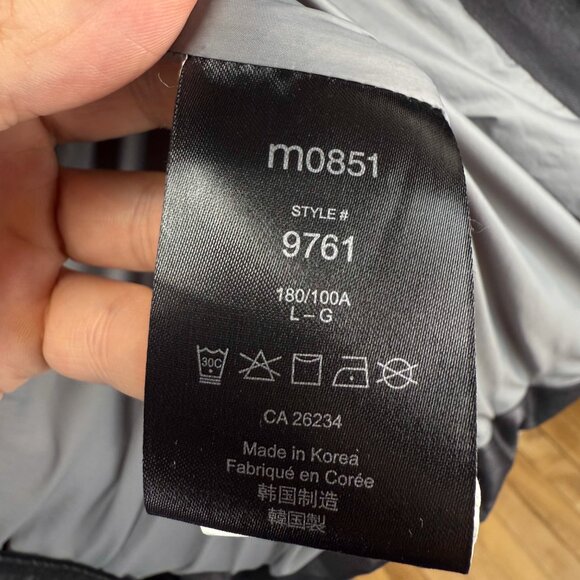 m0851
STYLE #
9761
180/100A
L – G
30C
CA 26234
Made in Korea
Fabriqué en Corée
韩国制造
韓国製